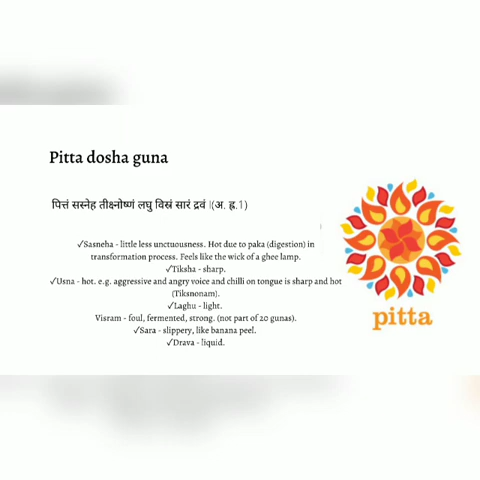 Pitta dosha guna
पित्तं सस्नेह तीक्ष्नोष्णं लघु विस्रं सारं द्रवं ।(अ. ह्र.1)
✓Sasneha - little less unctuousness. Hot due to paka (digestion) in
transformation process. Feels like the wick of a ghee lamp.
✓Tiksha - sharp.
✓Usna - hot. e.g. aggressive and angry voice and chilli on tongue is sharp and hot
(Tiksnonam).
✓Laghu - light.
Visram - foul, fermented, strong. (not part of 20 gunas).
✓Sara - slippery, like banana peel.
✓Drava - liquid.
pitta